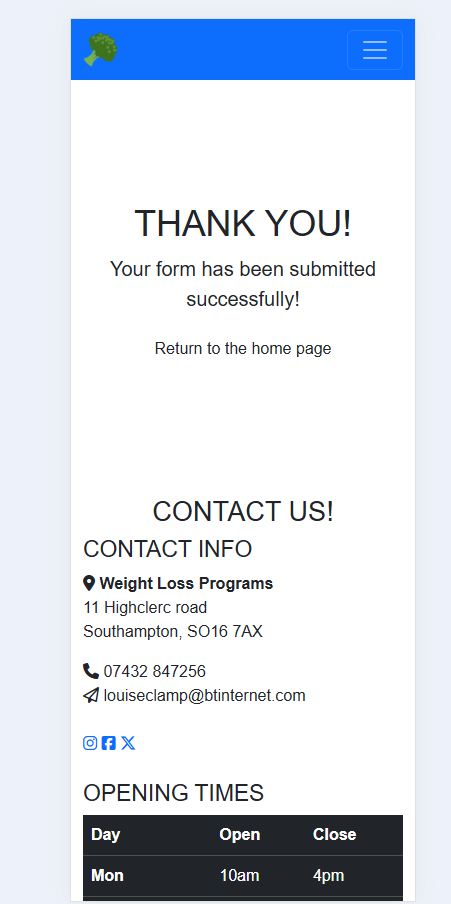 THANK YOU!
Your form has been submitted
successfully!
Return to the home page
CONTACT US!
CONTACT INFO
Weight Loss Programs
11 Highclerc road
Southampton, SO16 7AX
07432 847256
louiseclamp@btinternet.com
OPENING TIMES
Day Open Close
Mon 10am 4pm